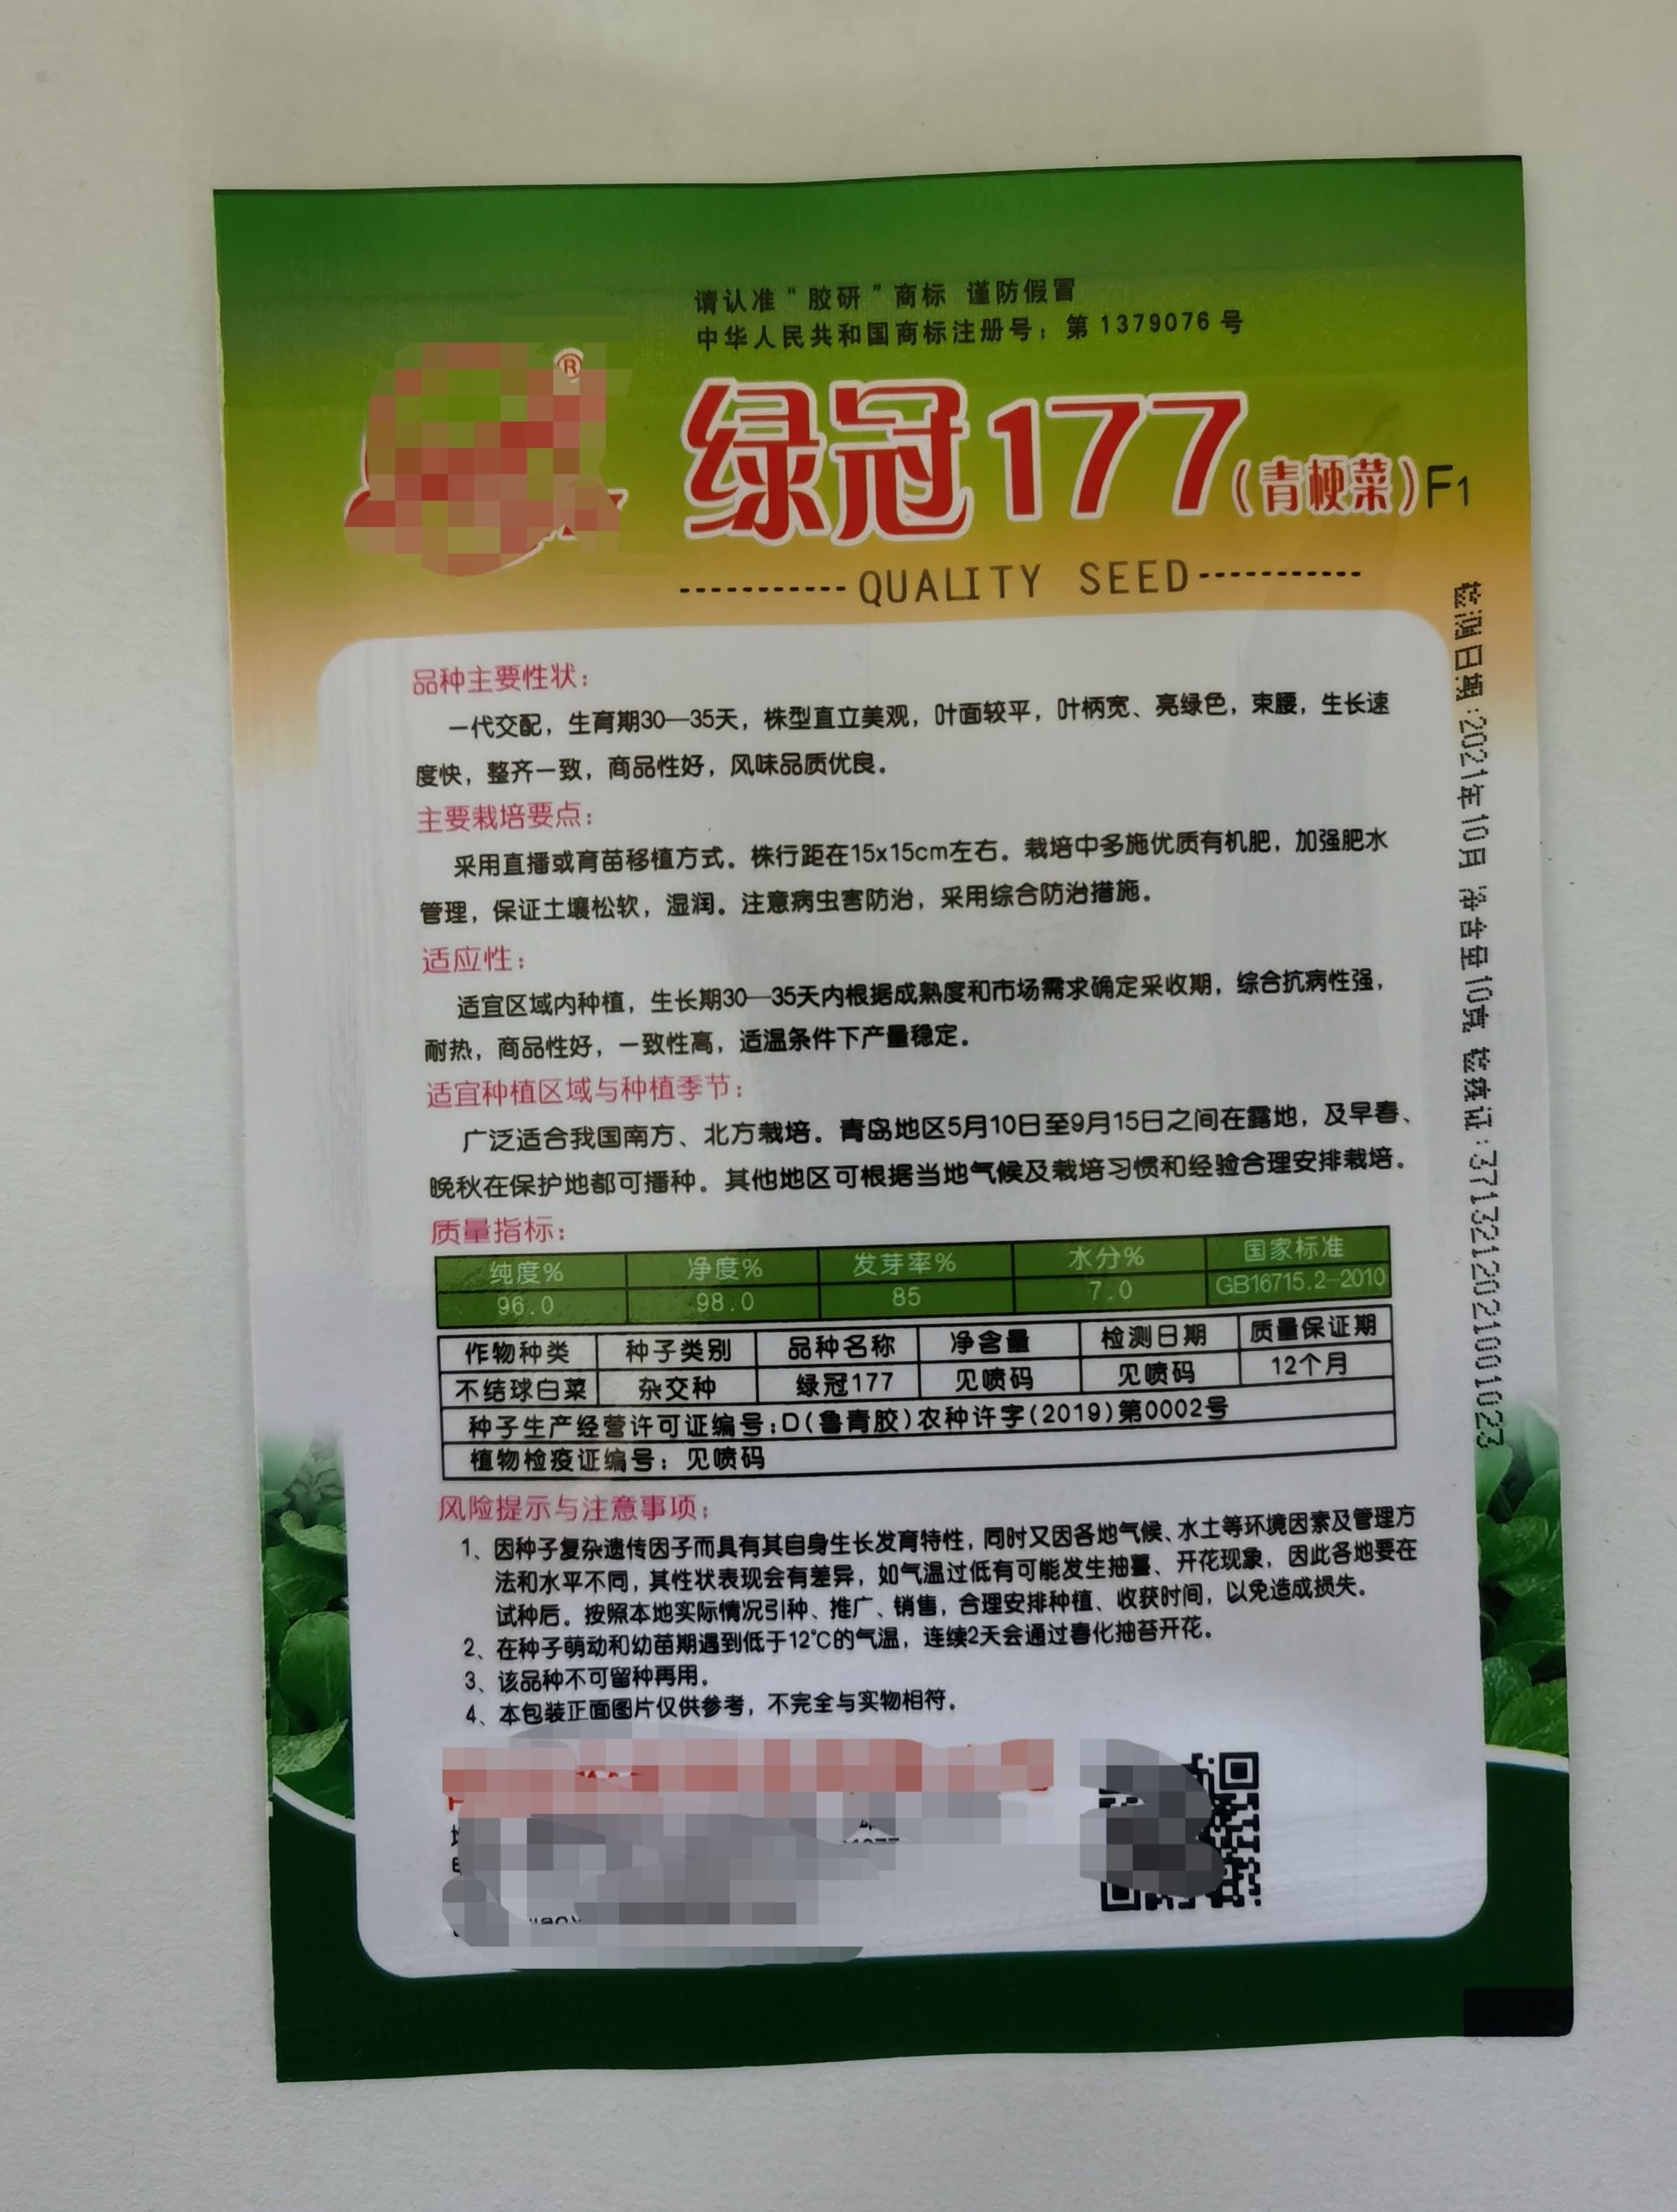 请认准“胶研”商标 谨防假冒
中华人民共和国商标注册号：第 1379076 号
®
绿冠177（青梗菜）F1
QUALITY SEED
品种主要性状：
一代交配，生育期30—35天，株型直立美观，叶面较平，叶柄宽、亮绿色，束腰，生长速
度快，整齐一致，商品性好，风味品质优良。
主要栽培要点：
采用直播或育苗移植方式。株行距在15x15cm左右。栽培中多施优质有机肥，加强肥水
管理，保证土壤松软，湿润。注意病虫害防治，采用综合防治措施。
适应性：
适宜区域内种植，生长期30—35天内根据成熟度和市场需求确定采收期，综合抗病性强，
耐热，商品性好，一致性高，适温条件下产量稳定。
适宜种植区域与种植季节：
广泛适合我国南方、北方栽培。青岛地区5月10日至9月15日之间在露地，及早春、
晚秋在保护地都可播种。其他地区可根据当地气候及栽培习惯和经验合理安排栽培。
质量指标：
纯度% 净度% 发芽率% 水分% 国家标准
96.0 98.0 85 7.0 GB16715.2-2010
作物种类 种子类别 品种名称 净含量 检测日期 质量保证期
不结球白菜 杂交种 绿冠177 见喷码 见喷码 12个月
种子生产经营许可证编号：D(鲁青胶)农种许字(2019)第0002号
植物检疫证编号：见喷码
风险提示与注意事项：
1、因种子复杂遗传因子而具有其自身生长发育特性，同时又因各地气候、水土等环境因素及管理方
法和水平不同，其性状表现会有差异，如气温过低有可能发生抽薹、开花现象，因此各地要在
试种后。按照本地实际情况引种、推广、销售，合理安排种植、收获时间，以免造成损失。
2、在种子萌动和幼苗期遇到低于12℃的气温，连续2天会通过春化抽苔开花。
3、该品种不可留种再用。
4、本包装正面图片仅供参考，不完全与实物相符。
检测日期：2021年10月 净含量10克 检疫证：3713212021001023